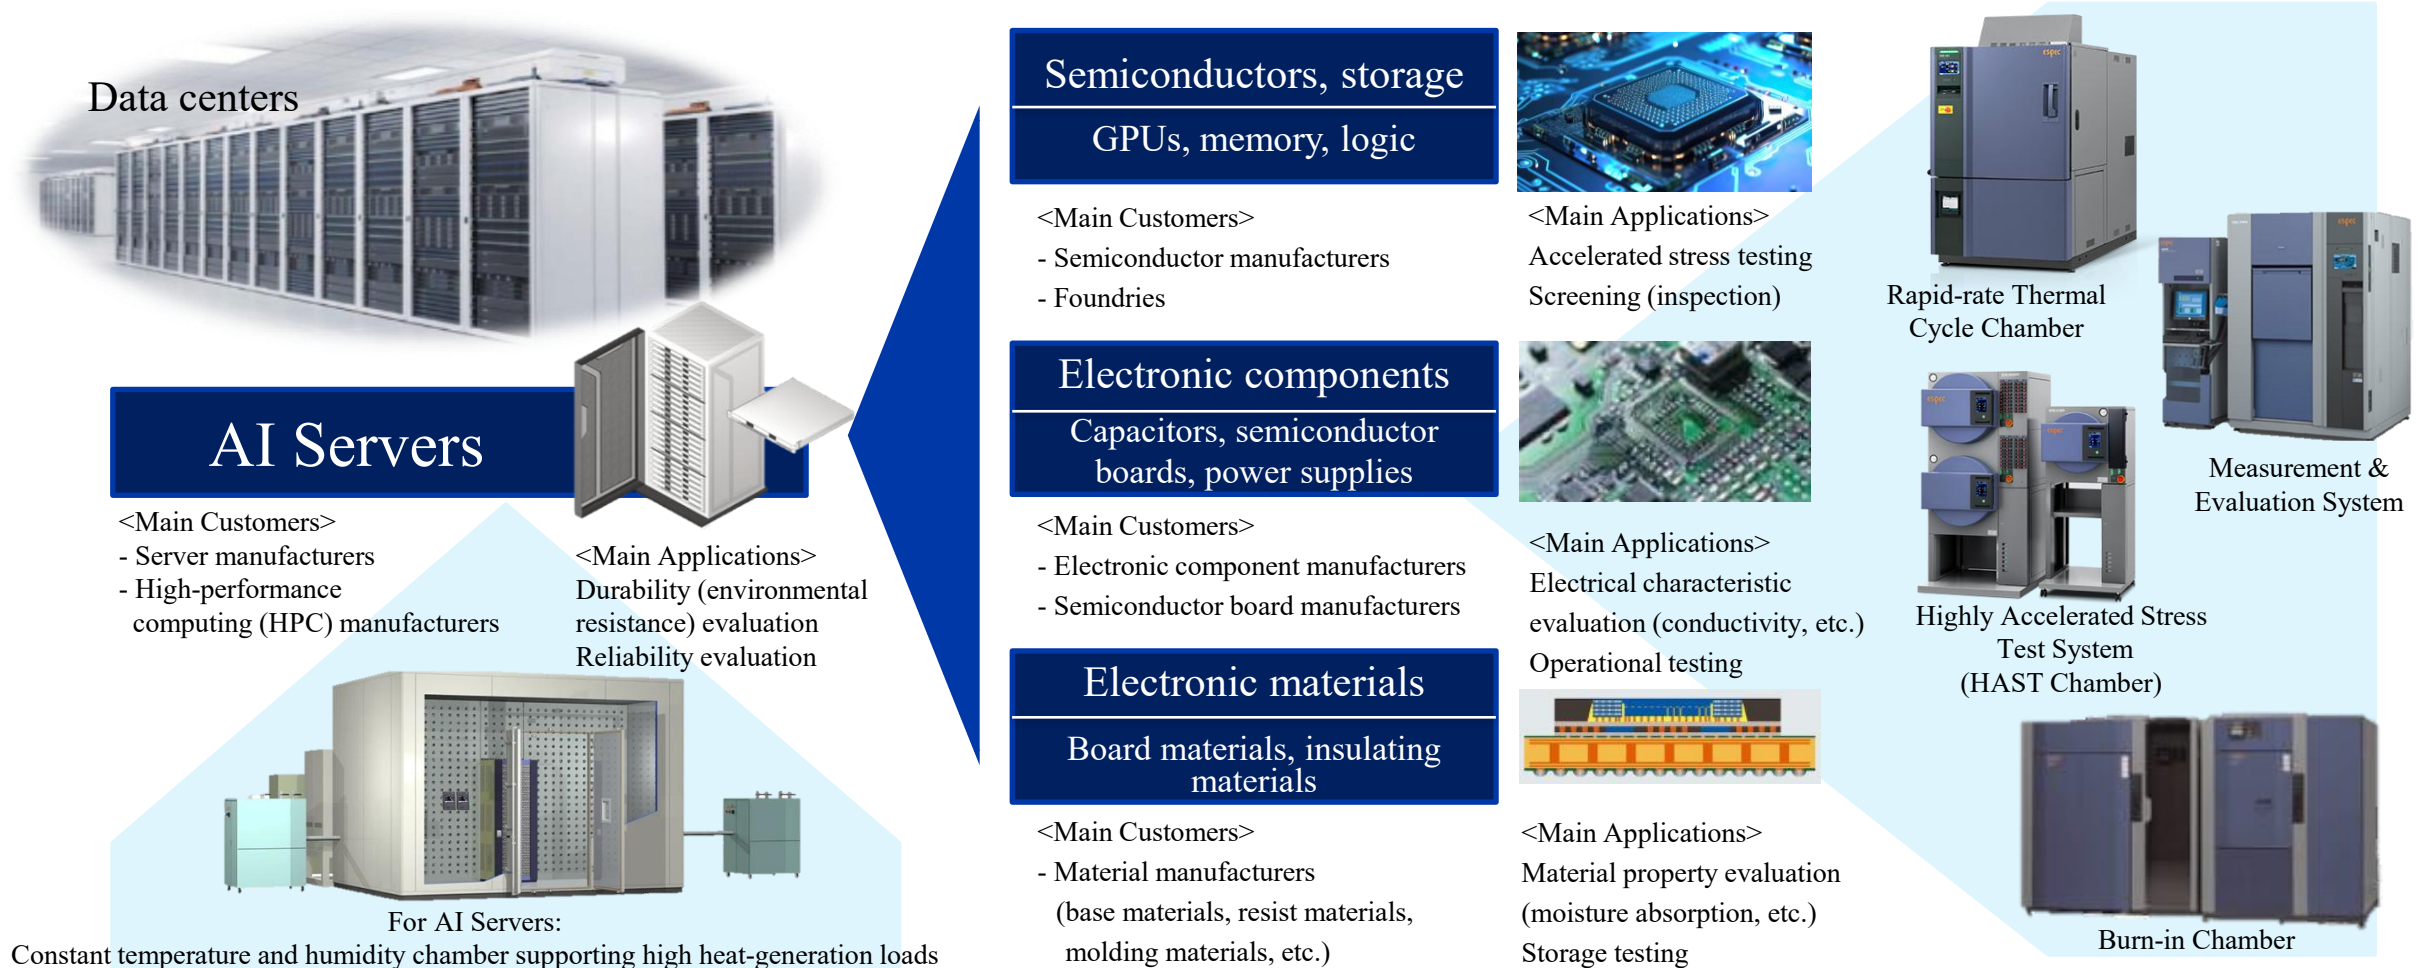 Data centers
AI Servers
<Main Customers>
- Server manufacturers
- High-performance
computing (HPC) manufacturers
<Main Applications>
Durability (environmental
resistance) evaluation
Reliability evaluation
For AI Servers:
Constant temperature and humidity chamber supporting high heat-generation loads
Semiconductors, storage
GPUs, memory, logic
<Main Customers>
- Semiconductor manufacturers
- Foundries
<Main Applications>
Accelerated stress testing
Screening (inspection)
Electronic components
Capacitors, semiconductor
boards, power supplies
<Main Customers>
- Electronic component manufacturers
- Semiconductor board manufacturers
<Main Applications>
Electrical characteristic
evaluation (conductivity, etc.)
Operational testing
Electronic materials
Board materials, insulating
materials
<Main Customers>
- Material manufacturers
(base materials, resist materials,
molding materials, etc.)
<Main Applications>
Material property evaluation
(moisture absorption, etc.)
Storage testing
espec
Rapid-rate Thermal
Cycle Chamber
espec
espec
Measurement &
Evaluation System
espec
espec
Highly Accelerated Stress
Test System
(HAST Chamber)
Burn-in Chamber